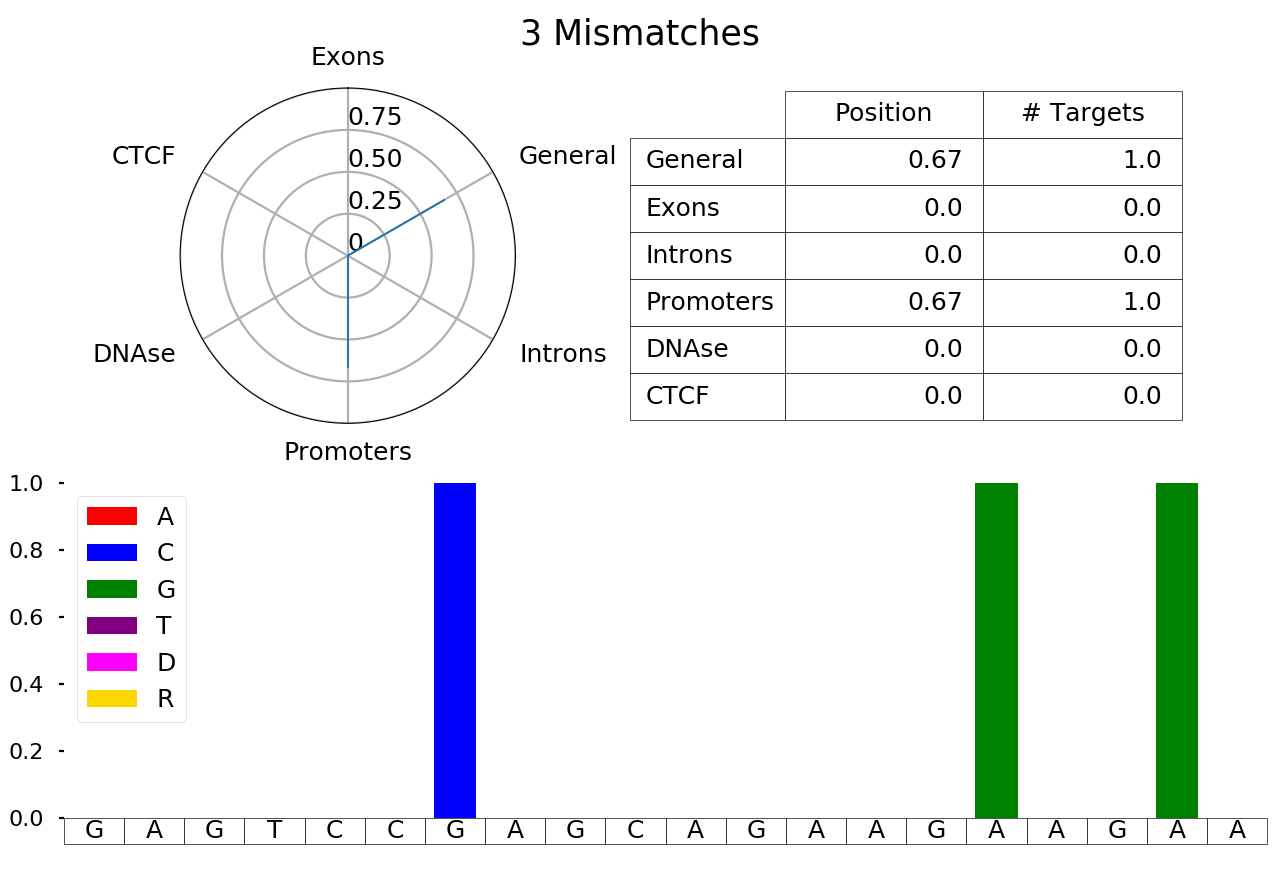 3 Mismatches
Exons
CTCF
General
DNAse
Introns
Promoters
0.75
0.50
0.25
0
Position # Targets
General 0.67 1.0
Exons 0.0 0.0
Introns 0.0 0.0
Promoters 0.67 1.0
DNAse 0.0 0.0
CTCF 0.0 0.0
1.0
0.8
0.6
0.4
0.2
0.0
A
C
G
T
D
R
G A G T C C G A G C A G A A G A A G A A